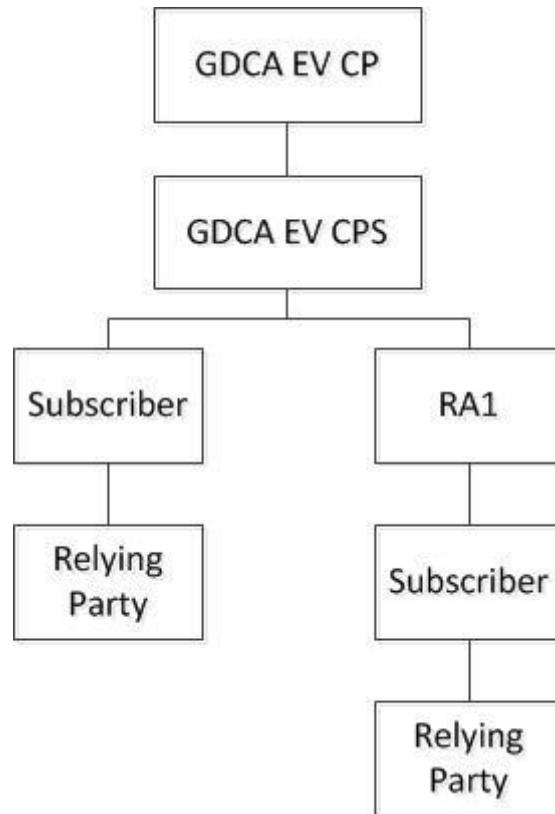 GDCA EV CP
GDCA EV CPS
Subscriber
RA1
Relying
Party
Subscriber
Relying
Party